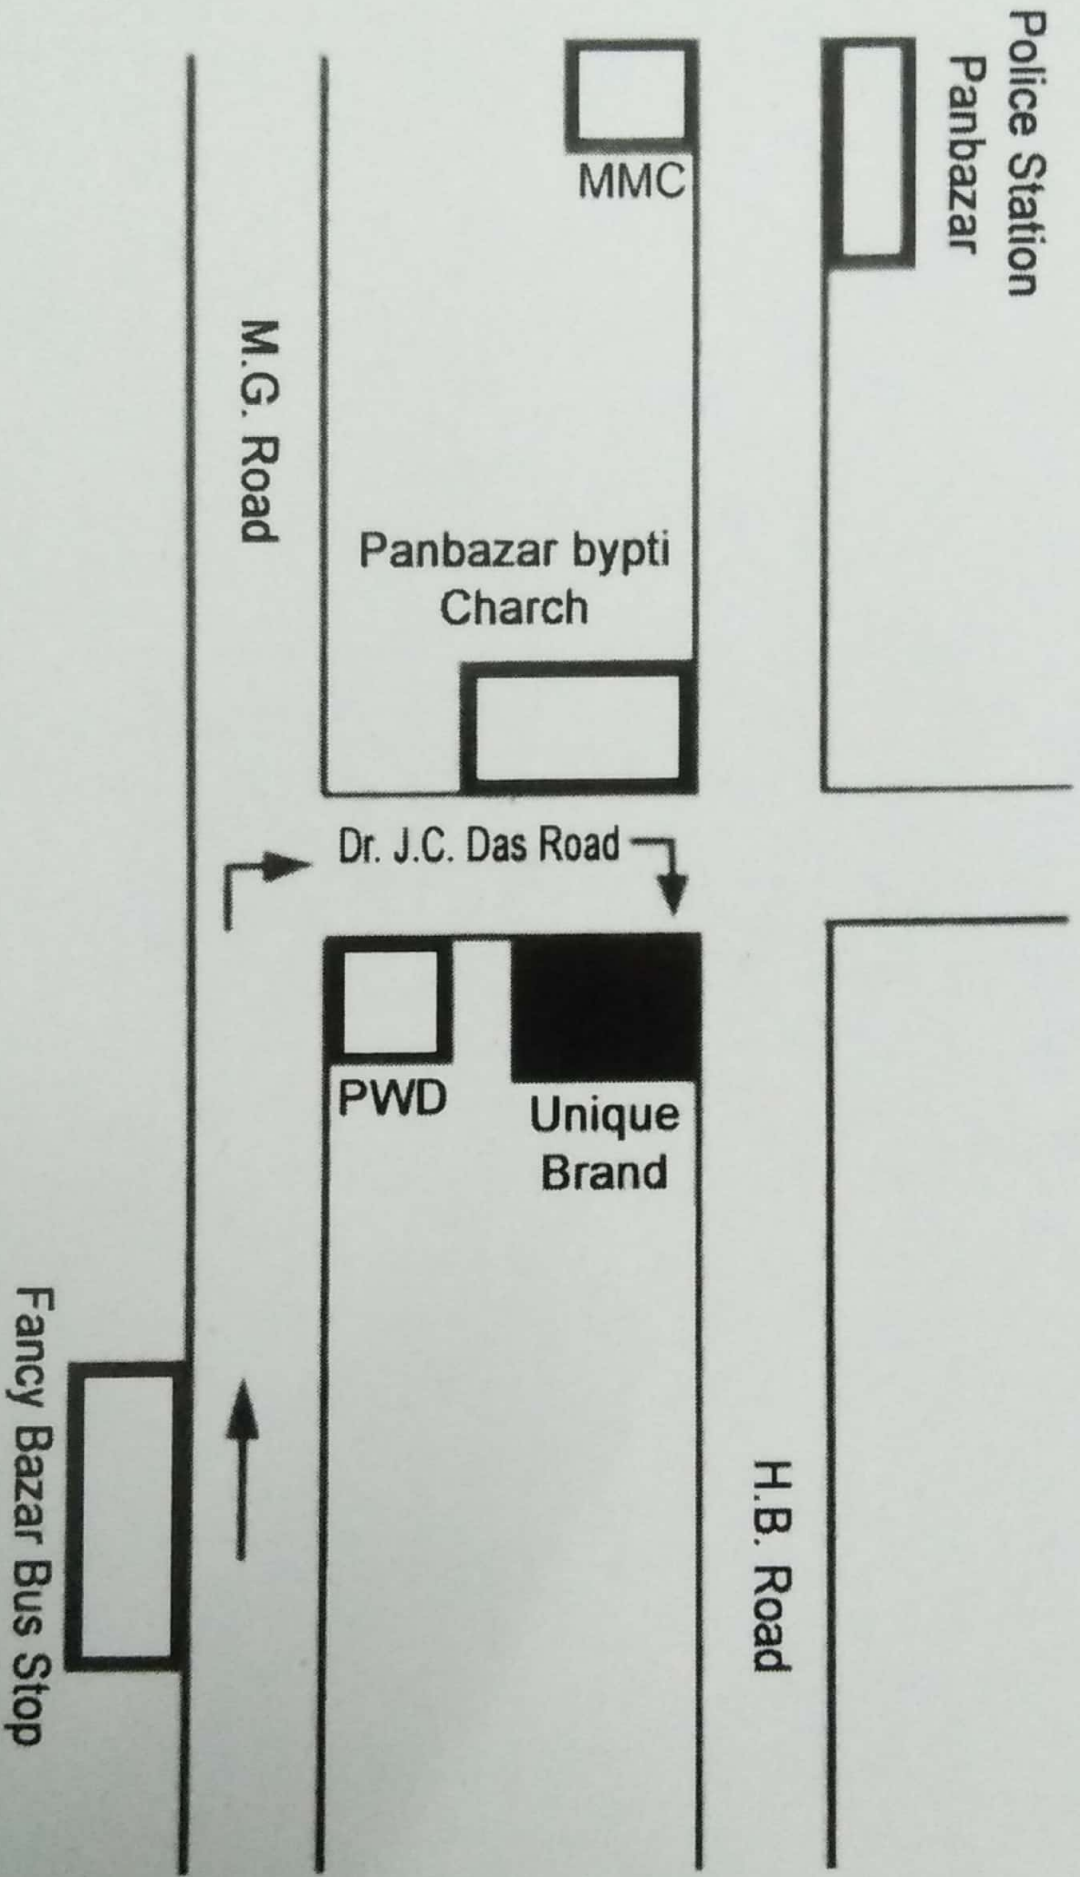 Police Station
Panbazar
MMC
M.G. Road
Panbazar bypti
Charch
Dr. J.C. Das Road
PWD
Unique
Brand
H.B. Road
Fancy Bazar Bus Stop